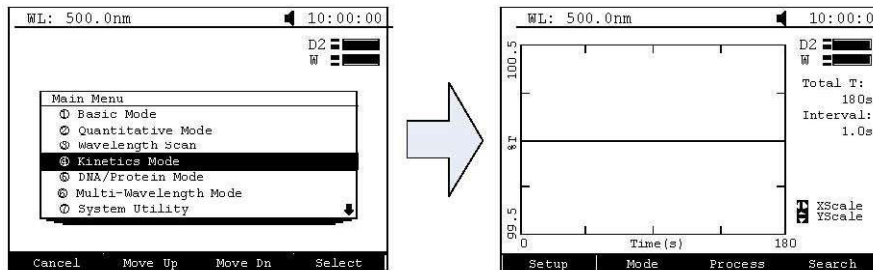 WL: 500.0nm 10:00:00
D2
W
Main Menu
① Basic Mode
② Quantitative Mode
③ Wavelength Scan
④ Kinetics Mode
⑤ DNA/Protein Mode
⑥ Multi-Wavelength Mode
⑦ System Utility
Cancel Move Up Move Dn Select
WL: 500.0nm 10:00:0
D2
W
100.5
%T
99.5
Total T:
180s
Interval:
1.0s
XScale
YScale
0 Time(s) 180
Setup Mode Process Search